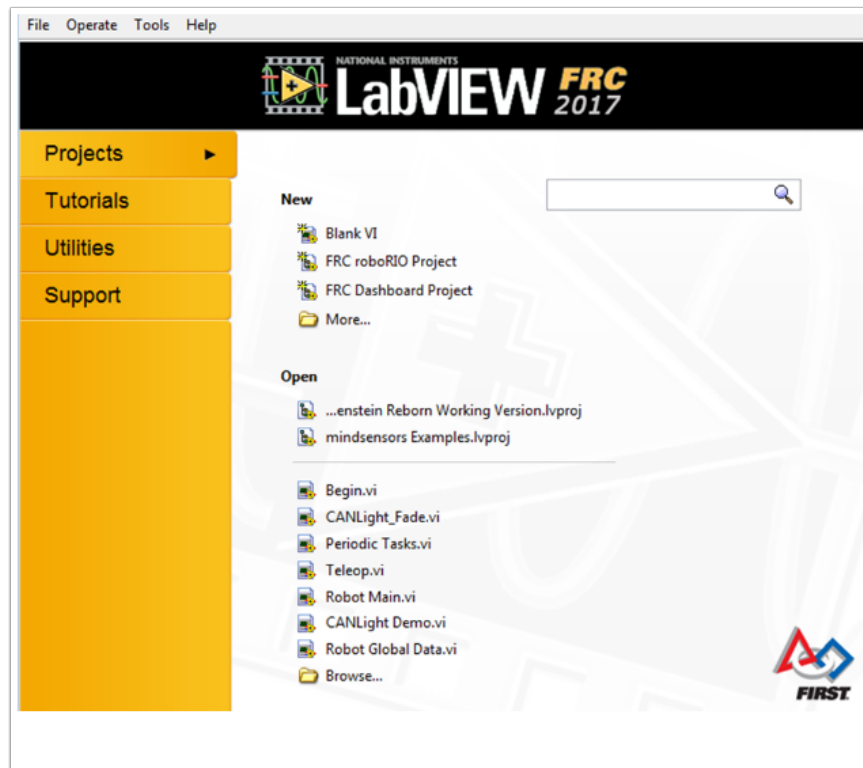 File Operate Tools Help
NATIONAL INSTRUMENTS
LabVIEW FRC 2017
Projects
Tutorials
Utilities
Support
New
Blank VI
FRC roboRIO Project
FRC Dashboard Project
More...
Open
...enstein Reborn Working Version.lvproj
mindsensors Examples.lvproj
Begin.vi
CANLight_Fade.vi
Periodic Tasks.vi
Teleop.vi
Robot Main.vi
CANLight Demo.vi
Robot Global Data.vi
Browse...
FIRST